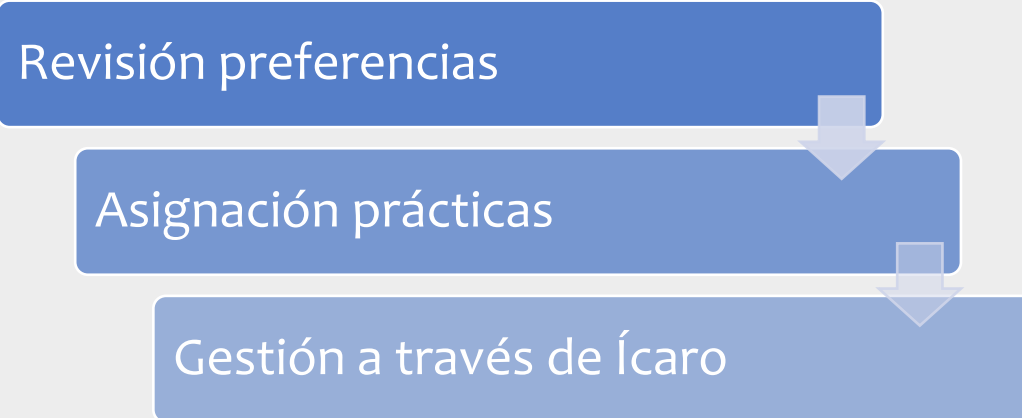 Revisión preferencias
Asignación prácticas
Gestión a través de Ícaro